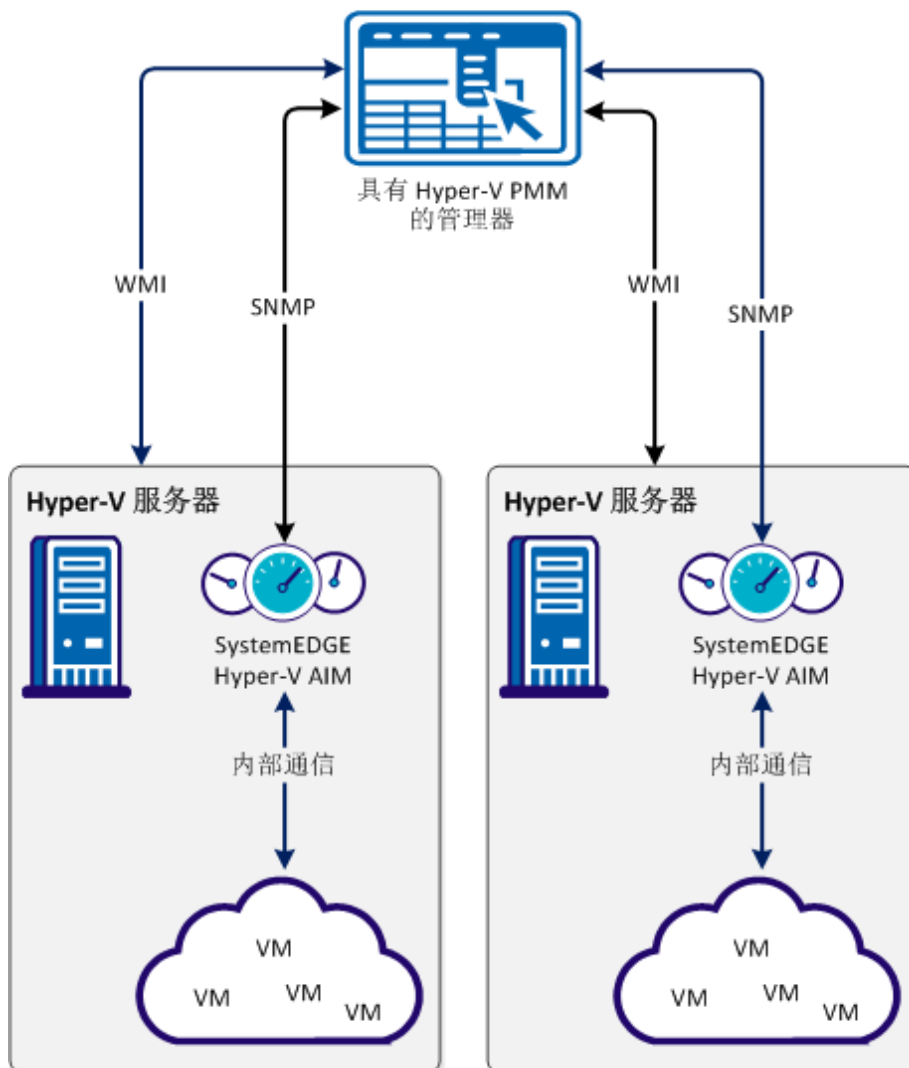 具有 Hyper-V PMM
的管理器
WMI
SNMP
WMI
SNMP
Hyper-V 服务器
SystemEDGE
Hyper-V AIM
内部通信
VM
VM
VM
VM
Hyper-V 服务器
SystemEDGE
Hyper-V AIM
内部通信
VM
VM
VM
VM